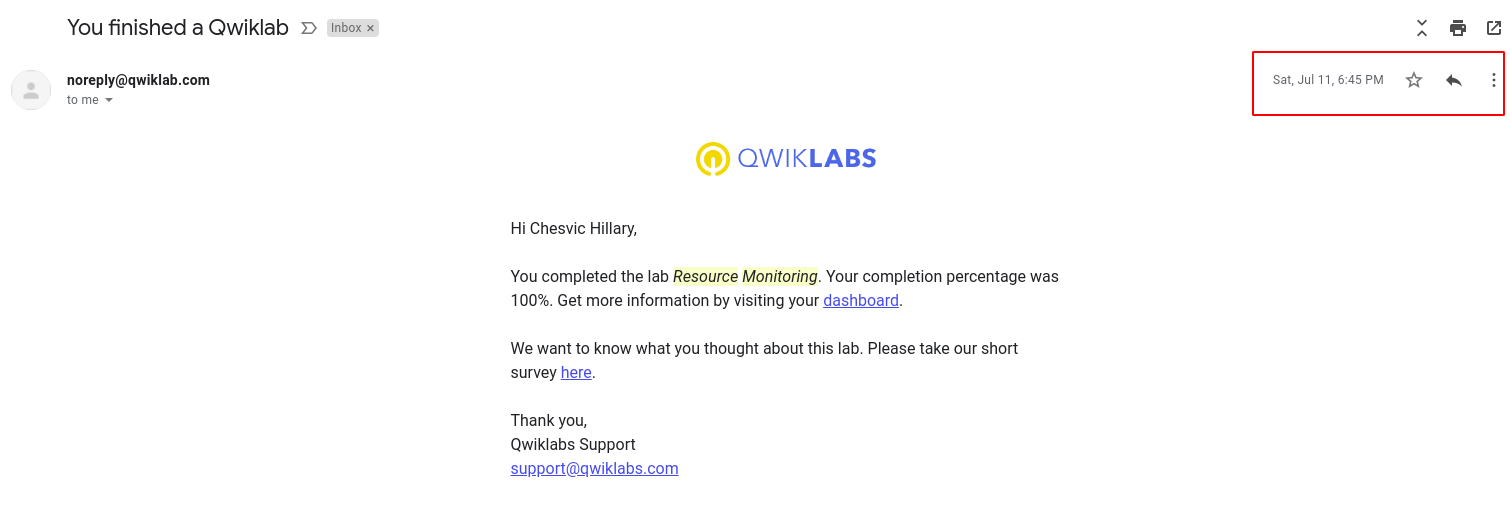 You finished a Qwiklab Inbox ×
noreply@qwiklab.com
to me
Sat, Jul 11, 6:45 PM
QWIKLABS
Hi Chesvic Hillary,
You completed the lab Resource Monitoring. Your completion percentage was
100%. Get more information by visiting your dashboard.
We want to know what you thought about this lab. Please take our short
survey here.
Thank you,
Qwiklabs Support
support@qwiklabs.com